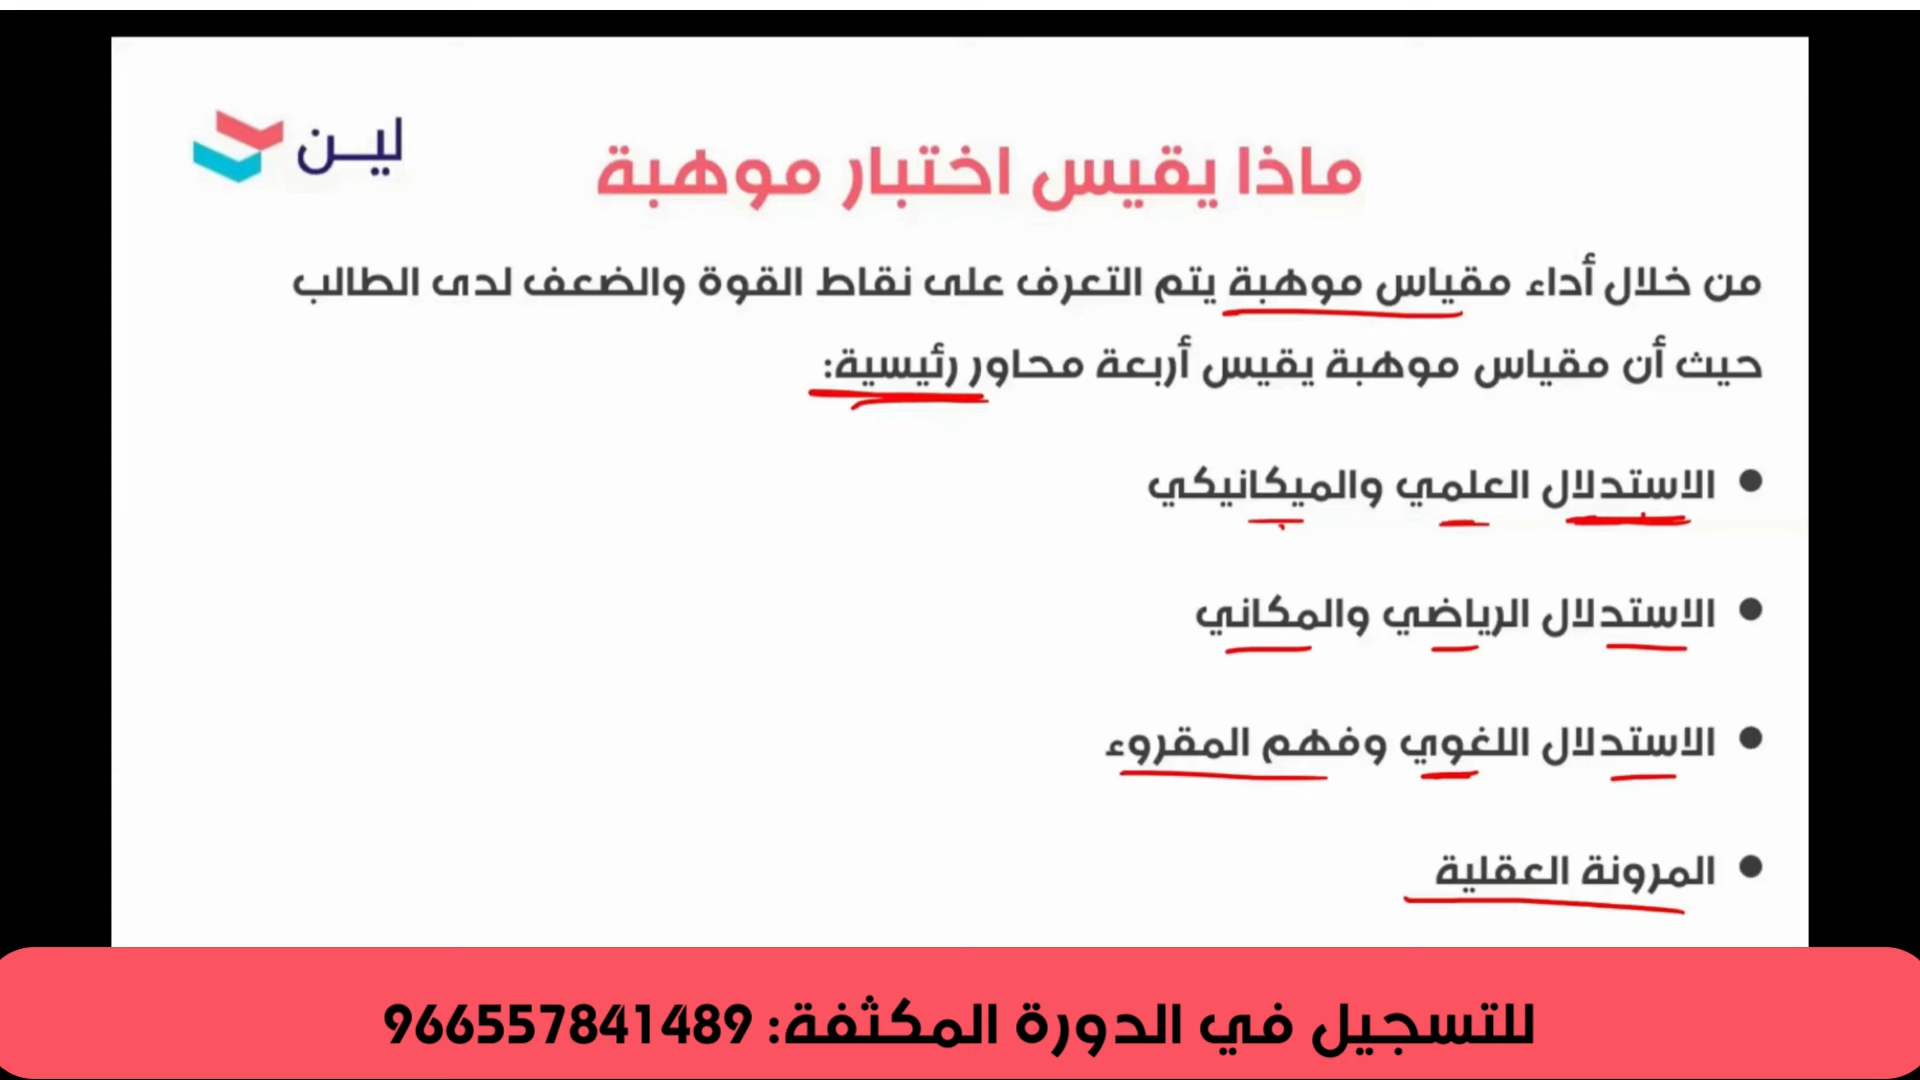 لين
ماذا يقيس اختبار موهبة
من خلال أداء مقياس موهبة يتم التعرف على نقاط القوة والضعف لدى الطالب
حيث أن مقياس موهبة يقيس أربعة محاور رئيسية:
● الاستدلال العلمي والميكانيكي
● الاستدلال الرياضي والمكاني
● الاستدلال اللغوي وفهم المقروء
● المرونة العقلية
للتسجيل في الدورة المكثفة: 966557841489